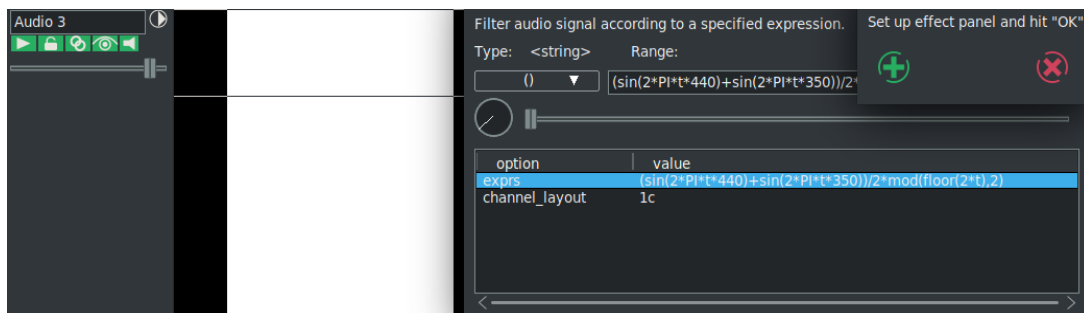 Audio 3
Filter audio signal according to a specified expression.
Set up effect panel and hit "OK"
Type: <string> Range:
() (sin(2*PI*t*440)+sin(2*PI*t*350))/2*
option value
exprs (sin(2*PI*t*440)+sin(2*PI*t*350))/2*mod(floor(2*t),2)
channel_layout 1c